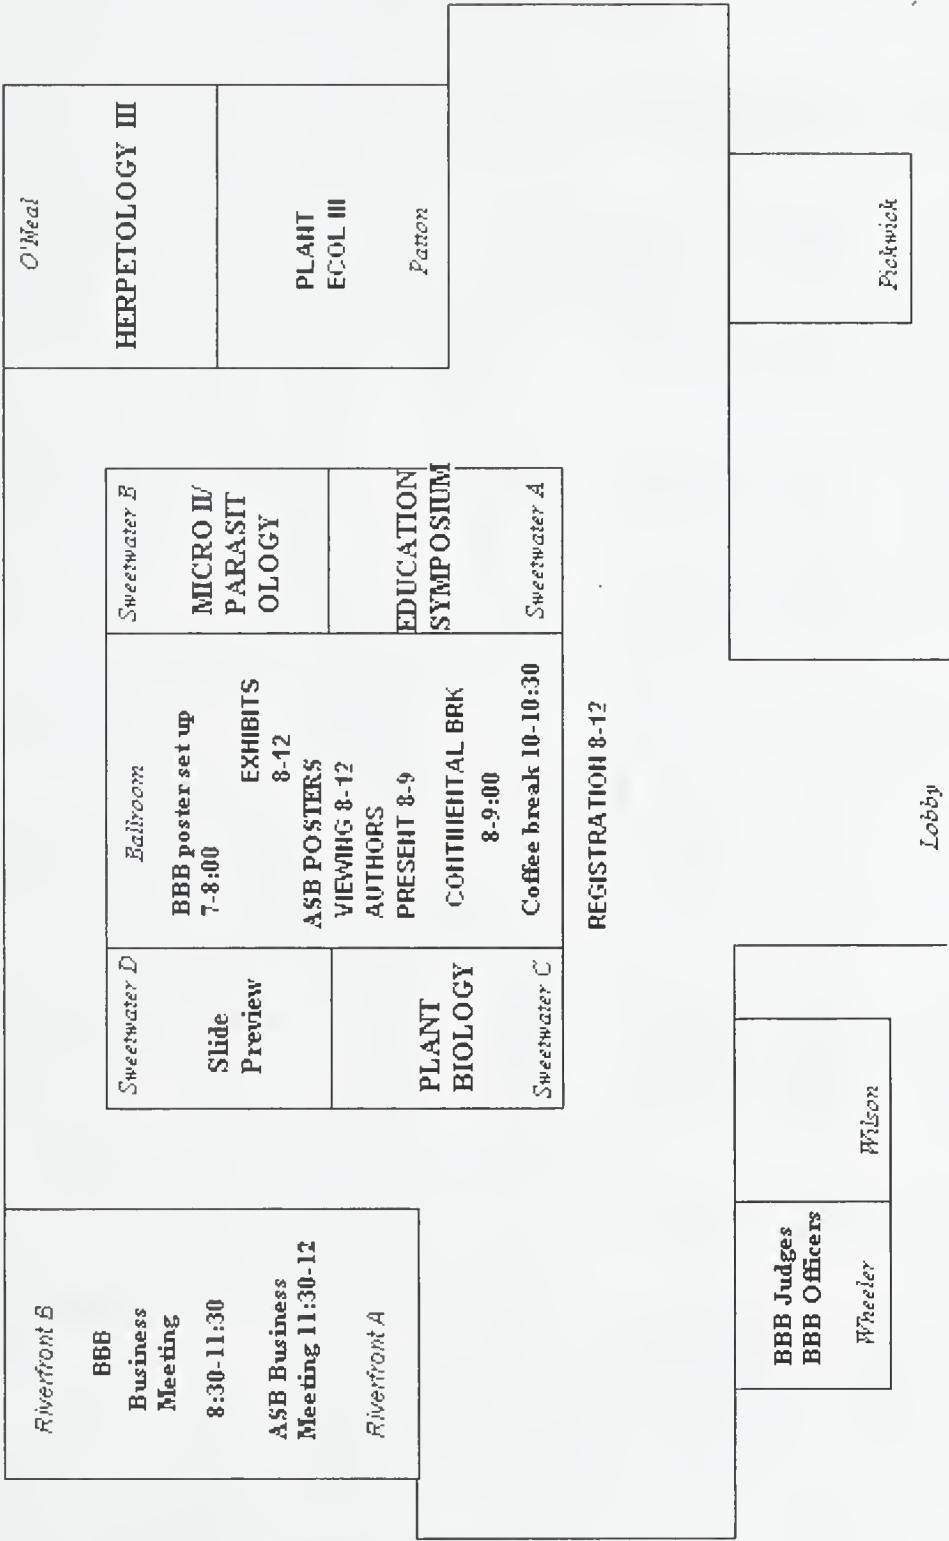 Riverfront B
BBB
Business
Meeting
8:30-11:30
ASB Business
Meeting 11:30-12
Riverfront A
Sweetwater D
Slide
Preview
PLANT
BIOLOGY
Sweetwater C
Ballroom
BBB poster set up
7-8:00
EXHIBITS
8-12
ASB POSTERS
VIEWING 8-12
AUTHORS
PRESENT 8-9
CONTINENTAL BRK
8-9:00
Coffee break 10-10:30
Sweetwater B
MICRO II/
PARASIT
OLOGY
EDUCATION
SYMPOSIUM
Sweetwater A
O'Neal
HERPETOLOGY III
PLANT
ECOL III
Patton
REGISTRATION 8-12
BBB Judges
BBB Officers
Wheeler
Wilson
Lobby
Pickwick